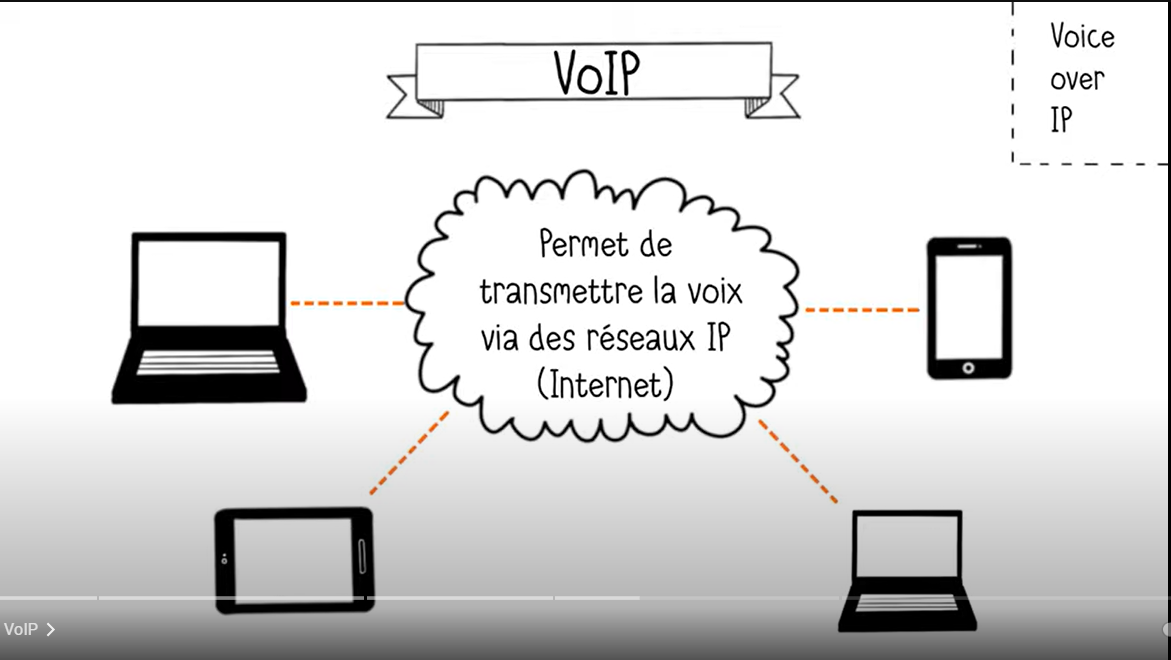 VoIP
Voice
over
IP
Permet de
transmettre la voix
via des réseaux IP
(Internet)
VoIP